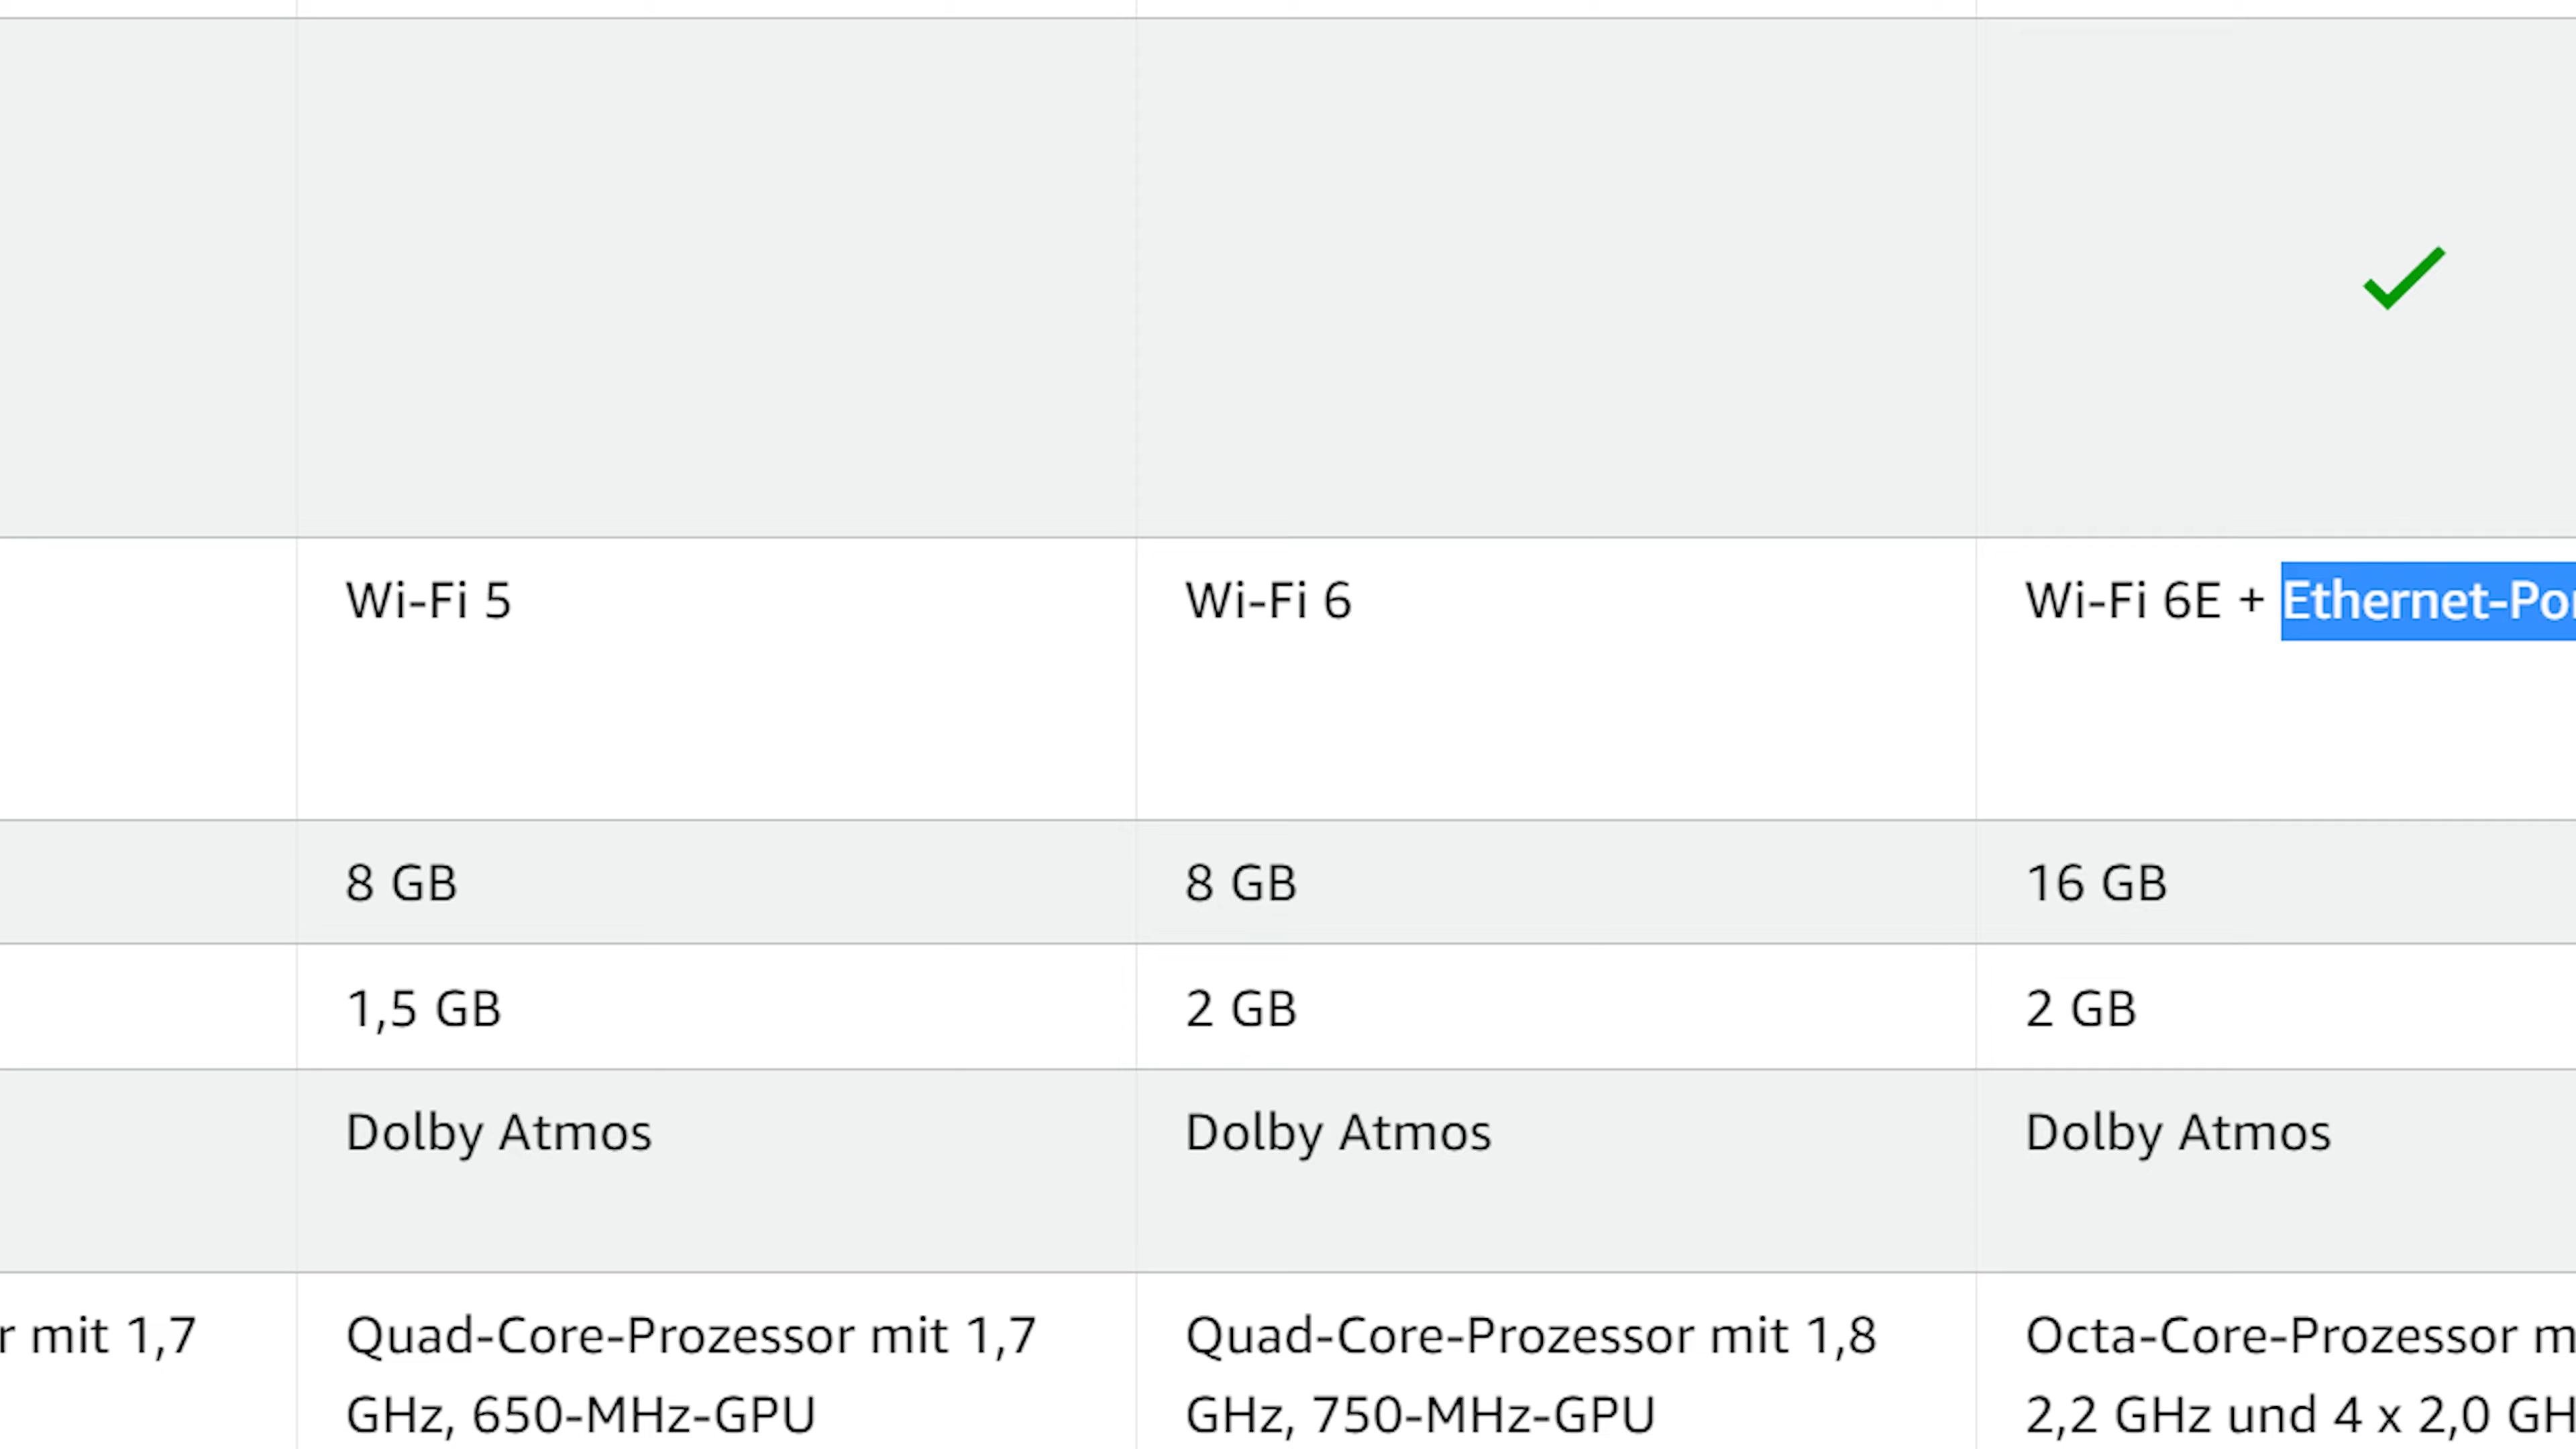 Wi-Fi 5
Wi-Fi 6
Wi-Fi 6E + Ethernet-Por
8 GB
8 GB
16 GB
1,5 GB
2 GB
2 GB
Dolby Atmos
Dolby Atmos
Dolby Atmos
r mit 1,7
Quad-Core-Prozessor mit 1,7
GHz, 650-MHz-GPU
Quad-Core-Prozessor mit 1,8
GHz, 750-MHz-GPU
Octa-Core-Prozessor m
2,2 GHz und 4 x 2,0 GH